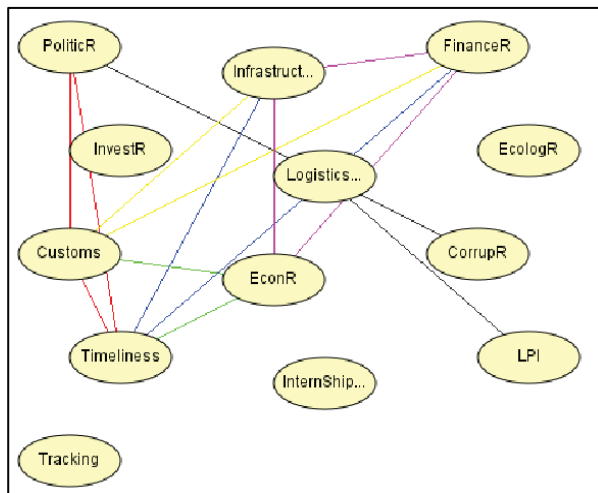 PoliticR
Infrastruct...
FinanceR
InvestR
EcologR
Logistics...
Customs
EconR
CorrupR
Timeliness
InternShip...
LPI
Tracking